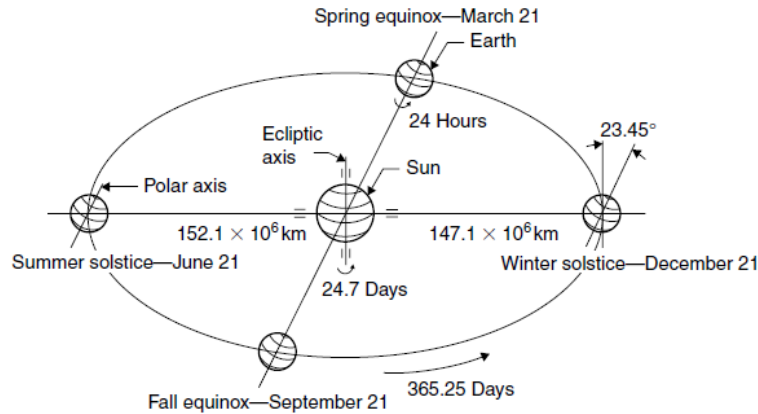 Spring equinox—March 21
Earth
24 Hours
23.45°
Ecliptic
axis
Sun
Polar axis
152.1 × 10⁶ km
147.1 × 10⁶ km
Summer solstice—June 21
Winter solstice—December 21
24.7 Days
365.25 Days
Fall equinox—September 21